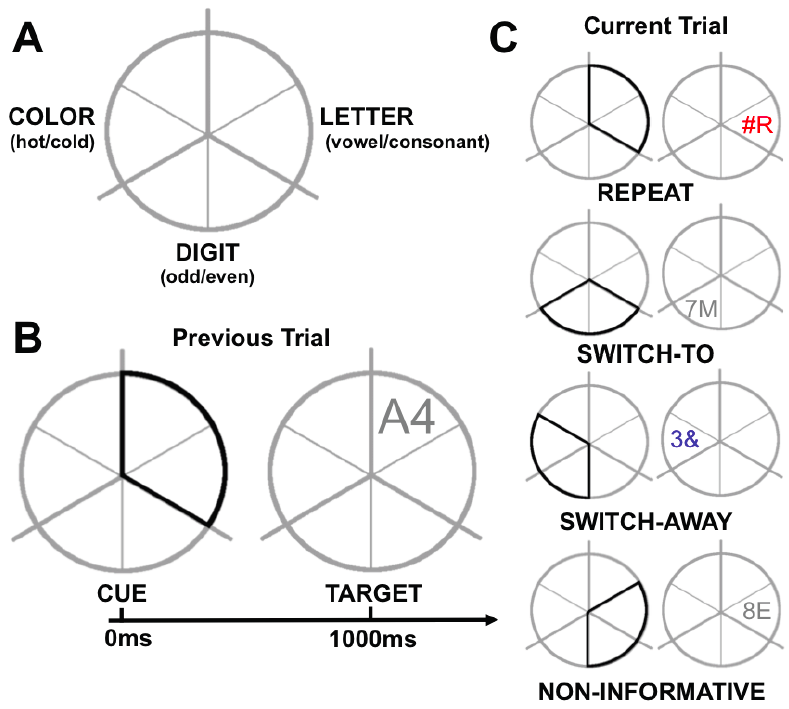 A
COLOR
(hot/cold)
LETTER
(vowel/consonant)
DIGIT
(odd/even)
B
Previous Trial
A4
CUE
TARGET
0ms
1000ms
C
Current Trial
#R
REPEAT
7M
SWITCH-TO
3&
SWITCH-AWAY
8E
NON-INFORMATIVE